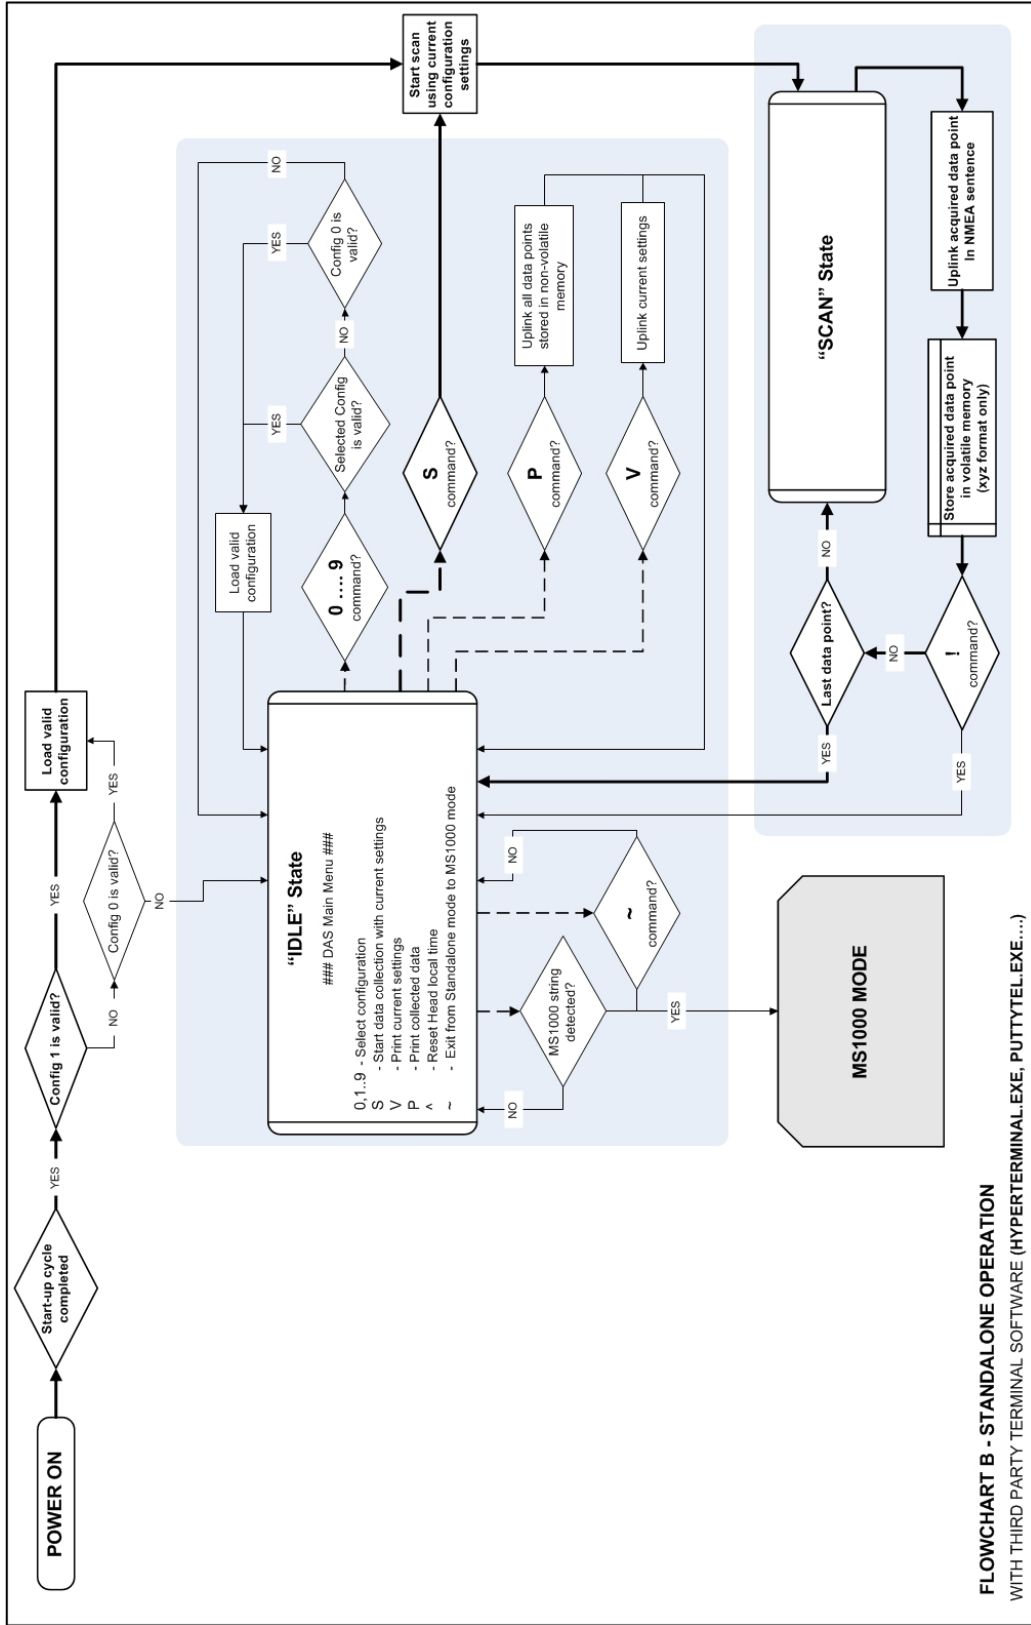 POWER ON
Start-up cycle
completed
YES
Config 1 is valid?
YES
NO
Config 0 is valid?
YES
NO
Load valid
configuration
Start scan
using current
configuration
settings
"IDLE" State
### DAS Main Menu ###
0,1..9 - Select configuration
S - Start data collection with current settings
V - Print current settings
P - Print collected data
^ - Reset Head local time
~ - Exit from Standalone mode to MS1000 mode
0 .... 9
command?
Selected Config
is valid?
YES
NO
Config 0 is
valid?
YES
NO
Load valid
configuration
S
command?
P
command?
Uplink all data points
stored in non-volatile
memory
V
command?
Uplink current settings
MS1000 string
detected?
NO
~
command?
NO
YES
MS1000 MODE
"SCAN" State
Uplink acquired data point
In NMEA sentence
Store acquired data point
in volatile memory
(xyz format only)
!
command?
NO
YES
Last data point?
NO
YES
FLOWCHART B - STANDALONE OPERATION
WITH THIRD PARTY TERMINAL SOFTWARE (HYPERTERMINAL.EXE, PUTTYTEL.EXE....)